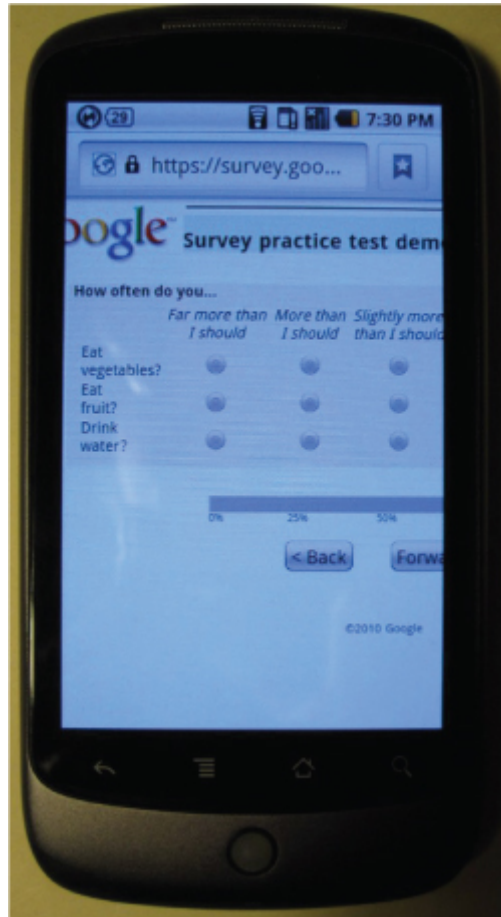 29 7:30 PM
https://survey.goo...
oogle™ Survey practice test dem
How often do you...
Far more than I should More than I should Slightly more than I should
Eat vegetables?
Eat fruit?
Drink water?
0% 25% 50%
< Back Forwa
©2010 Google